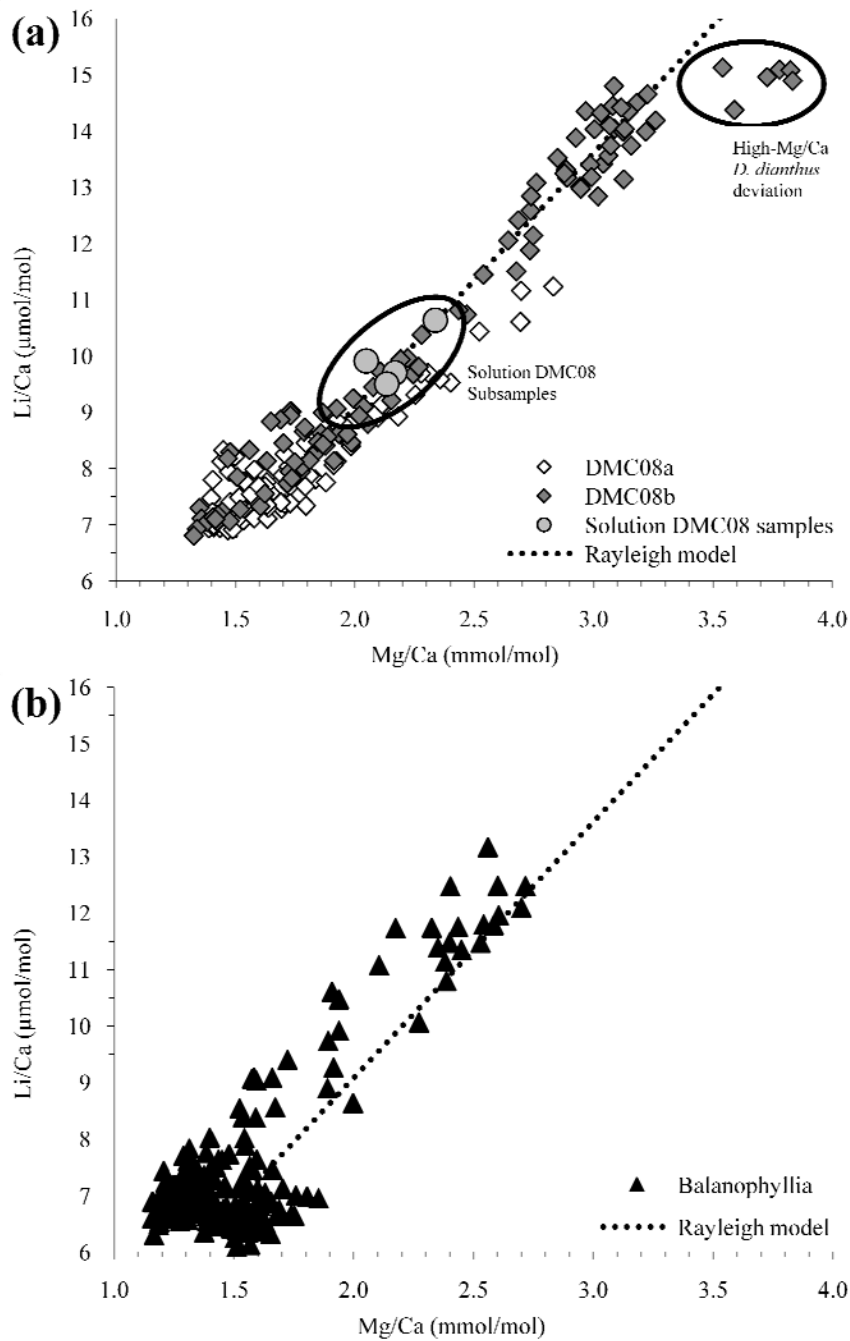 (a)
16
15
14
13
12
11
10
9
8
7
6
Li/Ca (μmol/mol)
High-Mg/Ca
D. dianthus
deviation
Solution DMC08
Subsamples
DMC08a
DMC08b
Solution DMC08 samples
Rayleigh model
1.0 1.5 2.0 2.5 3.0 3.5 4.0
Mg/Ca (mmol/mol)
(b)
16
15
14
13
12
11
10
9
8
7
6
Li/Ca (μmol/mol)
Balanophyllia
Rayleigh model
1.0 1.5 2.0 2.5 3.0 3.5 4.0
Mg/Ca (mmol/mol)